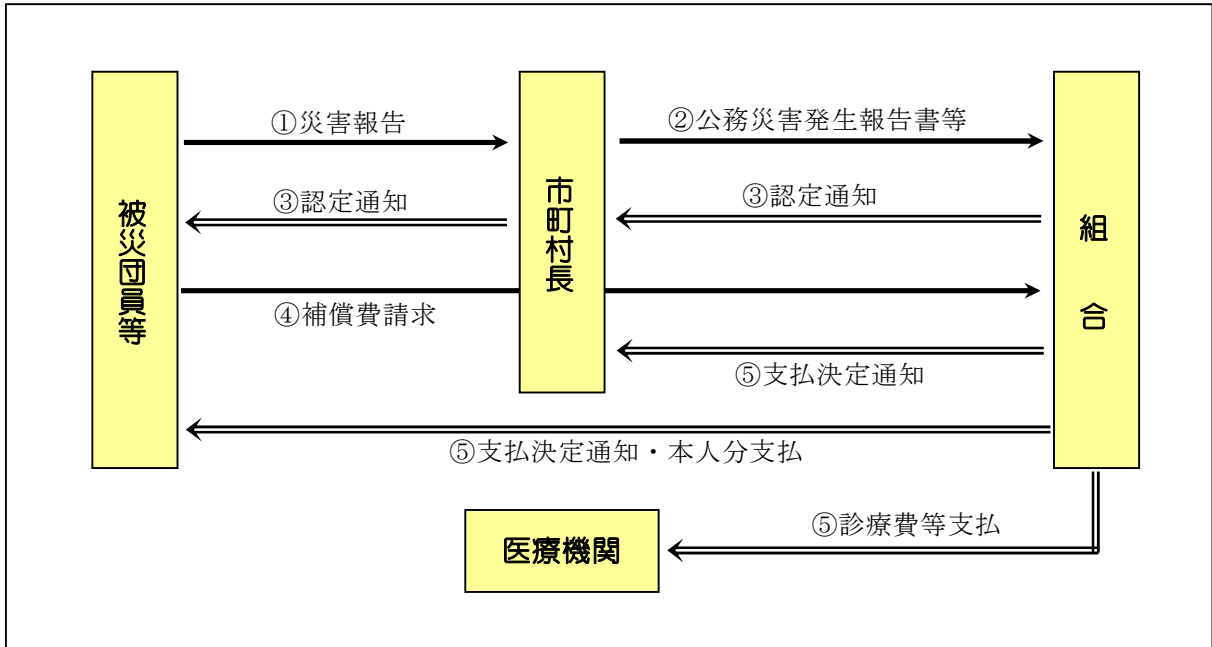 ①災害報告
②公務災害発生報告書等
③認定通知
③認定通知
被災団員等
市町村長
組合
④補償費請求
⑤支払決定通知
⑤支払決定通知・本人分支払
⑤診療費等支払
医療機関